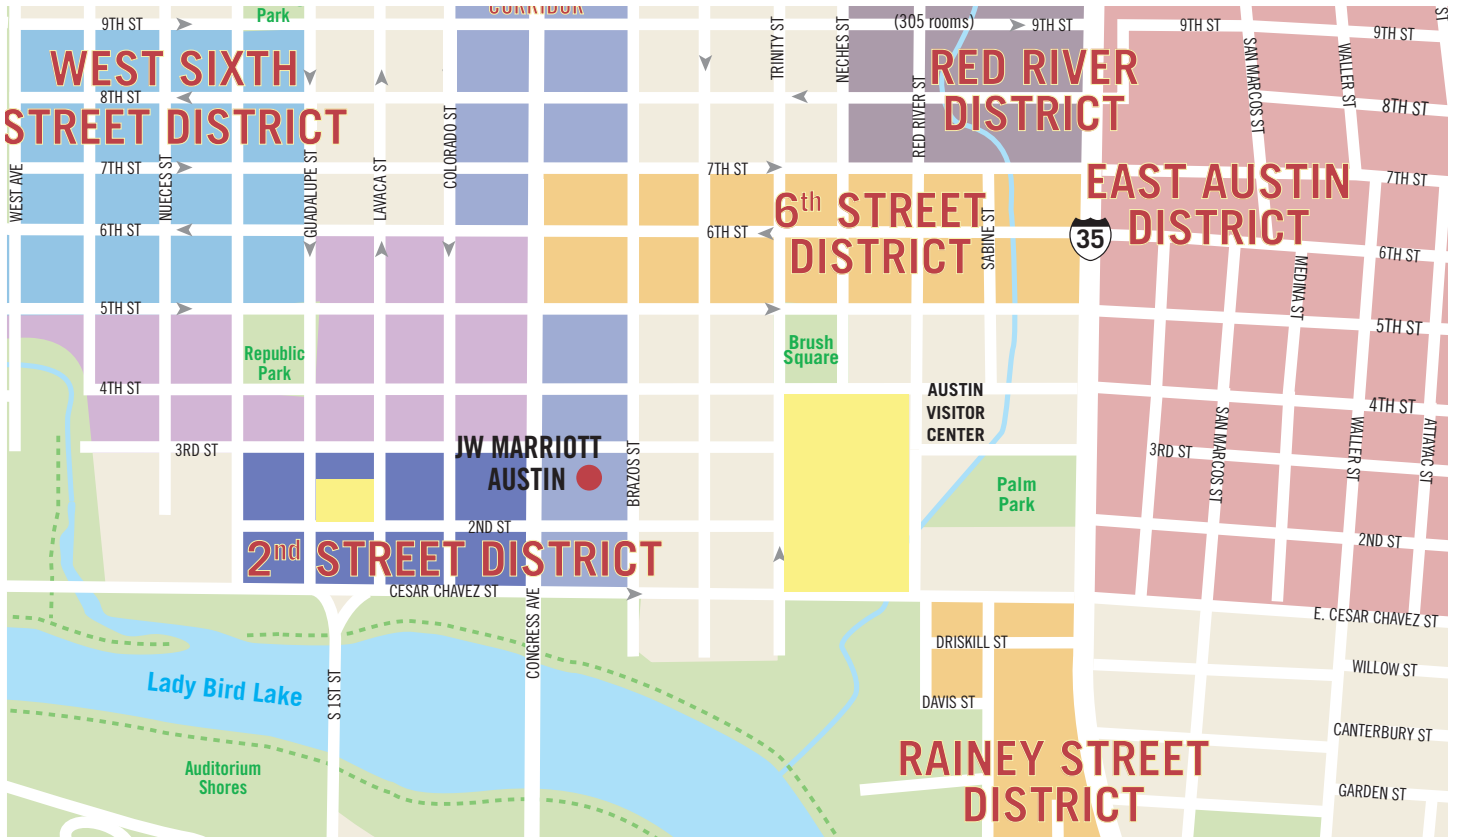 CORRIDOR
Park
9TH ST
(305 rooms)
9TH ST
9TH ST
9TH ST
ST
WEST SIXTH
STREET DISTRICT
8TH ST
TRINITY ST
NECHES ST
RED RIVER ST
RED RIVER
DISTRICT
SAN MARCOS ST
WALLER ST
8TH ST
7TH ST
WEST AVE
NUECES ST
GUADALUPE ST
LAVACA ST
COLORADO ST
7TH ST
EAST AUSTIN
DISTRICT
7TH ST
6TH ST
6TH ST
6th STREET
DISTRICT
SABINE ST
35
6TH ST
MEDINA ST
5TH ST
5TH ST
Republic
Park
Brush
Square
4TH ST
AUSTIN
VISITOR
CENTER
4TH ST
3RD ST
JW MARRIOTT
AUSTIN
BRAZOS ST
3RD ST
SAN MARCOS ST
WALLER ST
ATTAYAC ST
Palm
Park
2ND ST
2ND ST
2nd STREET DISTRICT
CESAR CHAVEZ ST
CONGRESS AVE
E. CESAR CHAVEZ ST
DRISKILL ST
WILLOW ST
Lady Bird Lake
S 1ST ST
DAVIS ST
CANTERBURY ST
RAINEY STREET
DISTRICT
Auditorium
Shores
GARDEN ST